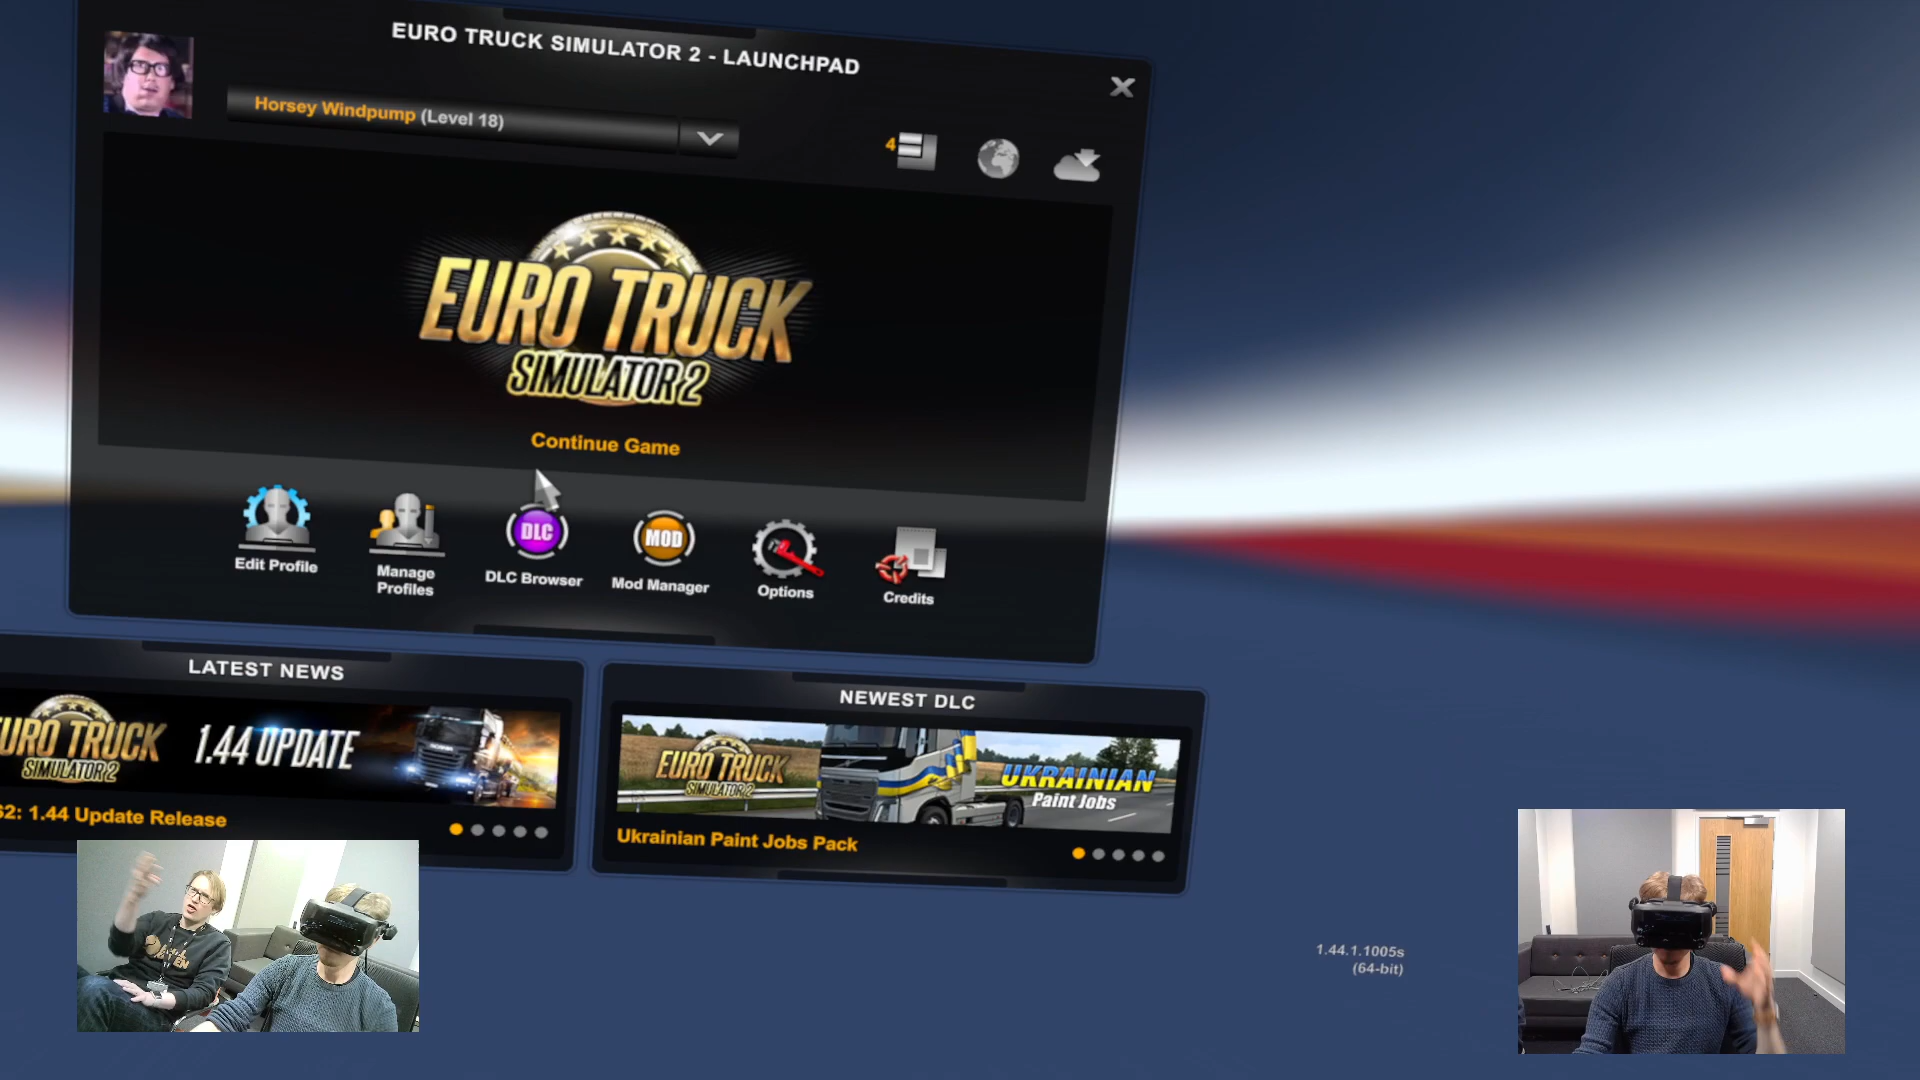 EURO TRUCK SIMULATOR 2 - LAUNCHPAD
Horsey Windpump (Level 18)
4
EURO TRUCK
SIMULATOR 2
Continue Game
DLC
MOD
Edit Profile
Manage
Profiles
DLC Browser
Mod Manager
Options
Credits
LATEST NEWS
EURO TRUCK
SIMULATOR 2
1.44 UPDATE
S2: 1.44 Update Release
NEWEST DLC
EURO TRUCK
SIMULATOR 2
UKRAINIAN
Paint Jobs
Ukrainian Paint Jobs Pack
1.44.1.1005s
(64-bit)